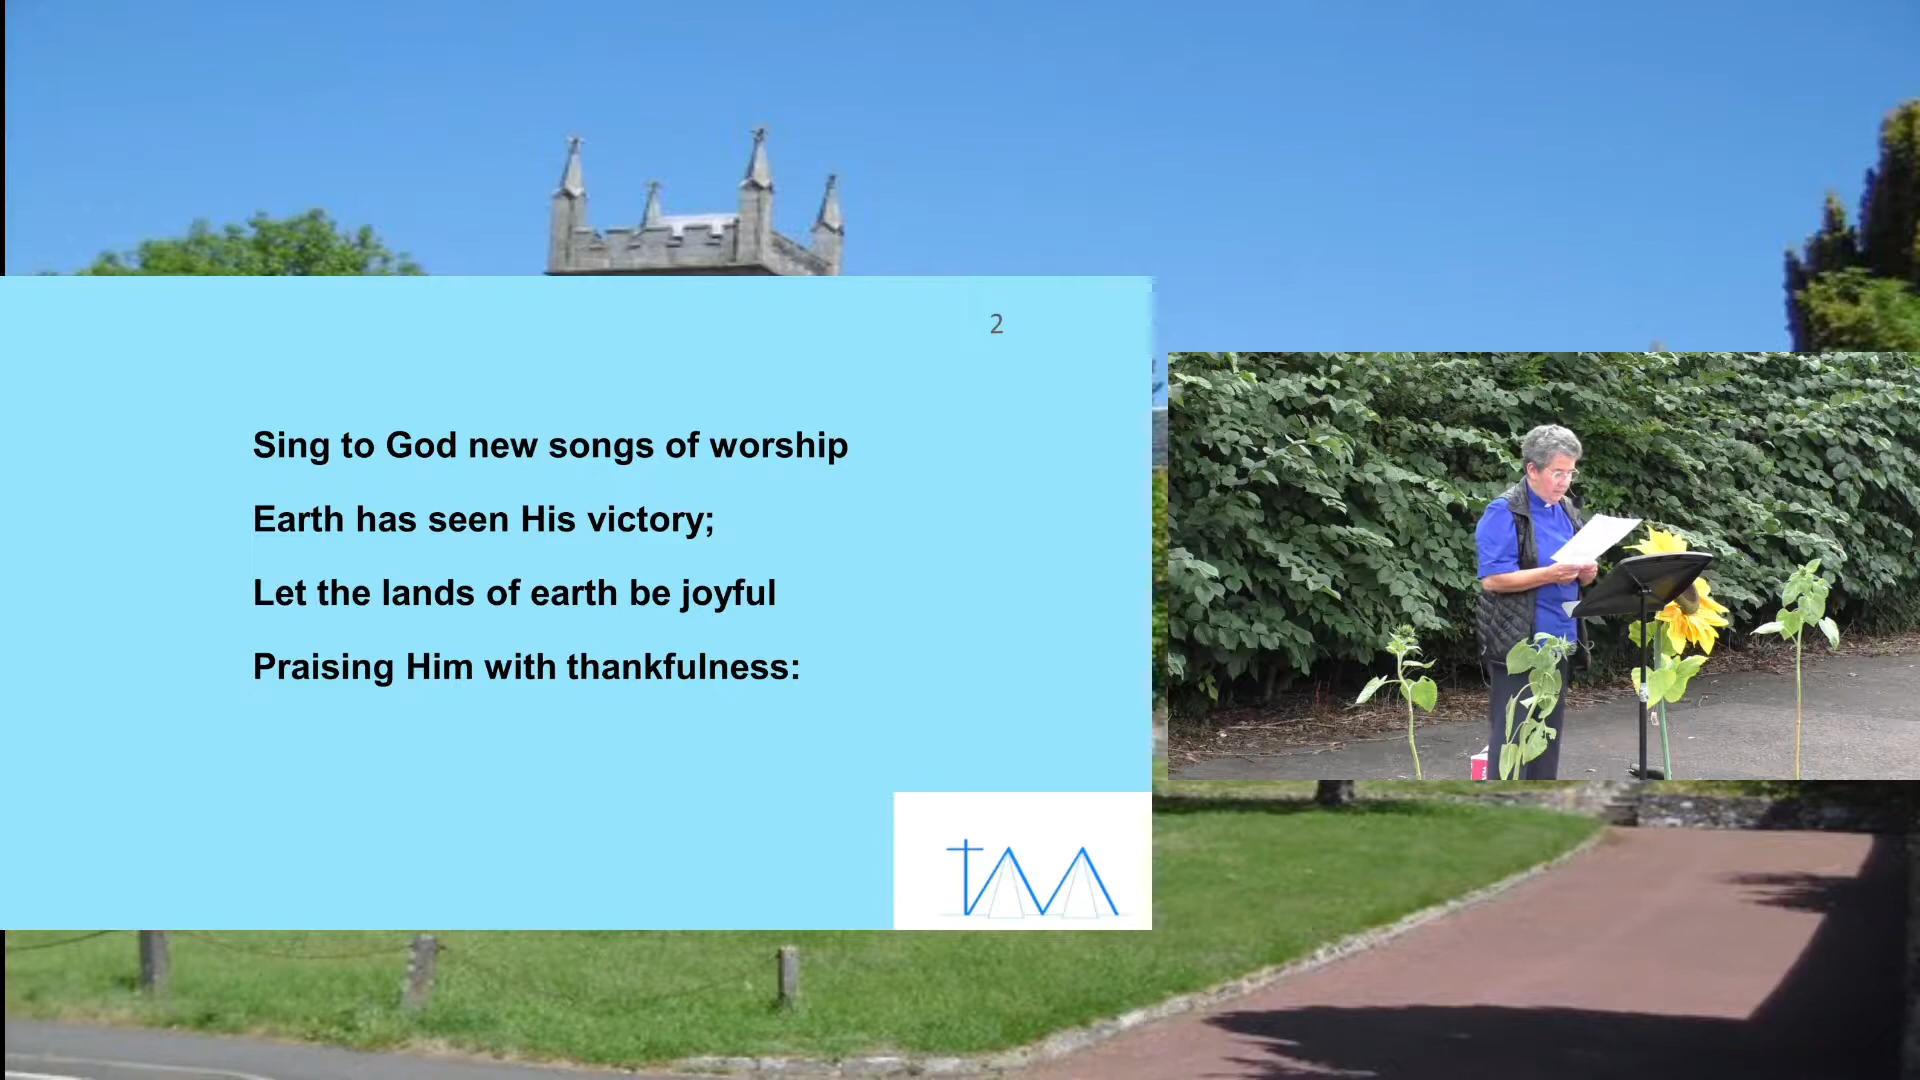 2
Sing to God new songs of worship
Earth has seen His victory;
Let the lands of earth be joyful
Praising Him with thankfulness: